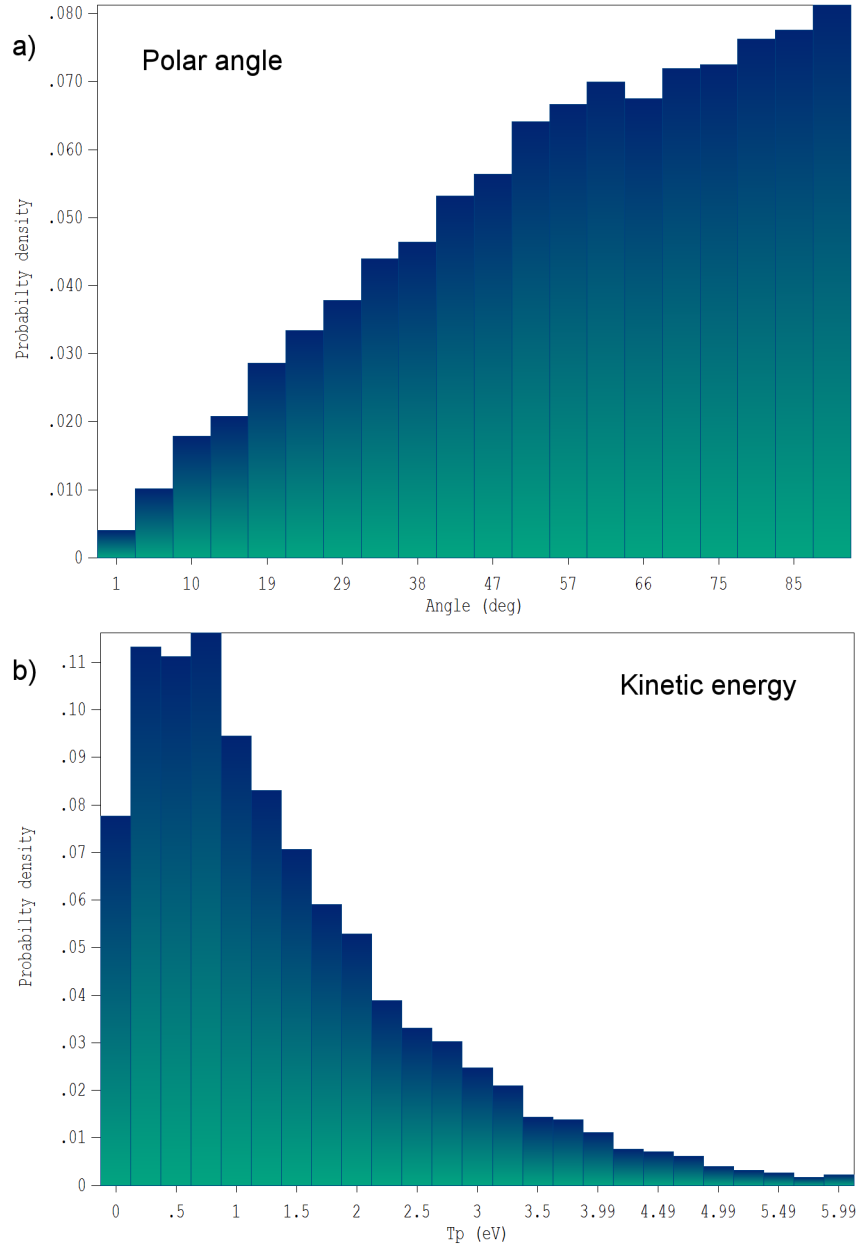 a)
Polar angle
.080
.070
.060
.050
.040
.030
.020
.010
0
Probabilty density
1 10 19 29 38 47 57 66 75 85
Angle (deg)
b)
Kinetic energy
.11
.10
.09
.08
.07
.06
.05
.04
.03
.02
.01
0
Probabilty density
0 .5 1 1.5 2 2.5 3 3.5 3.99 4.49 4.99 5.49 5.99
Tp (eV)